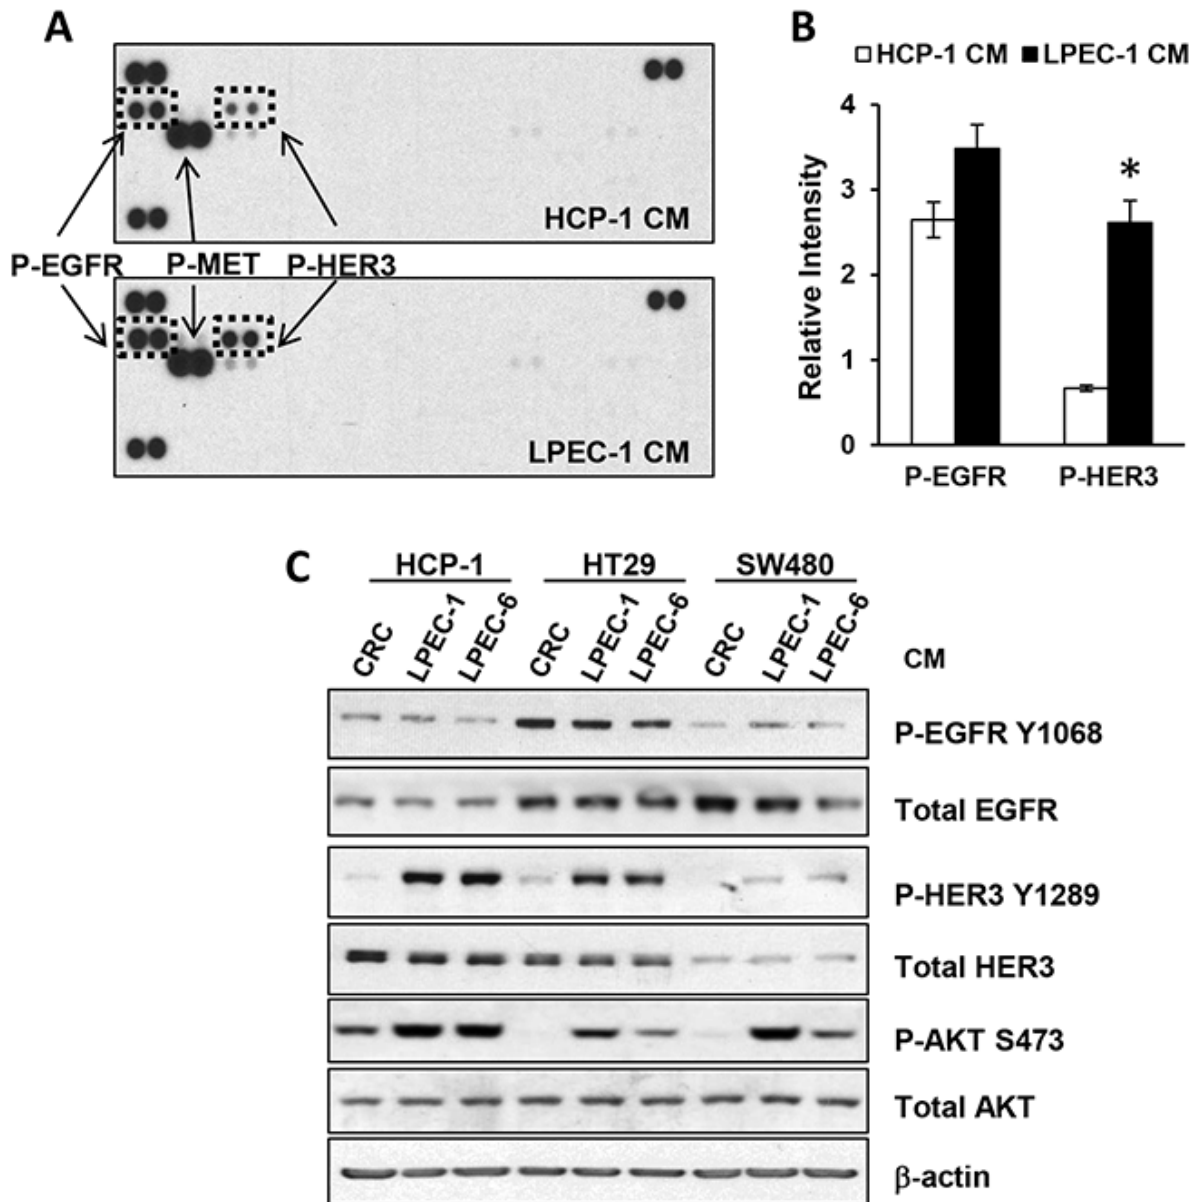 A
HCP-1 CM
P-EGFR P-MET P-HER3
LPEC-1 CM
B
HCP-1 CM LPEC-1 CM
Relative Intensity
4
3
2
1
0
*
P-EGFR P-HER3
C
HCP-1 HT29 SW480
CRC LPEC-1 LPEC-6 CRC LPEC-1 LPEC-6 CRC LPEC-1 LPEC-6
CM
P-EGFR Y1068
Total EGFR
P-HER3 Y1289
Total HER3
P-AKT S473
Total AKT
β-actin